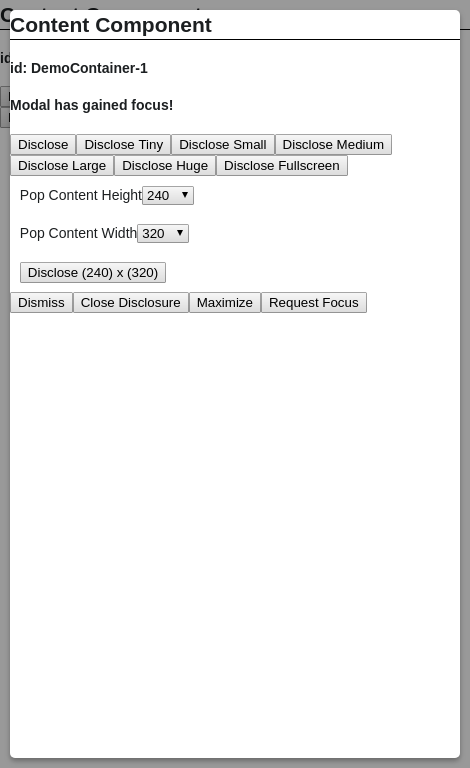 Content Component
id: DemoContainer-1
Modal has gained focus!
Disclose Disclose Tiny Disclose Small Disclose Medium
Disclose Large Disclose Huge Disclose Fullscreen
Pop Content Height 240
Pop Content Width 320
Disclose (240) x (320)
Dismiss Close Disclosure Maximize Request Focus